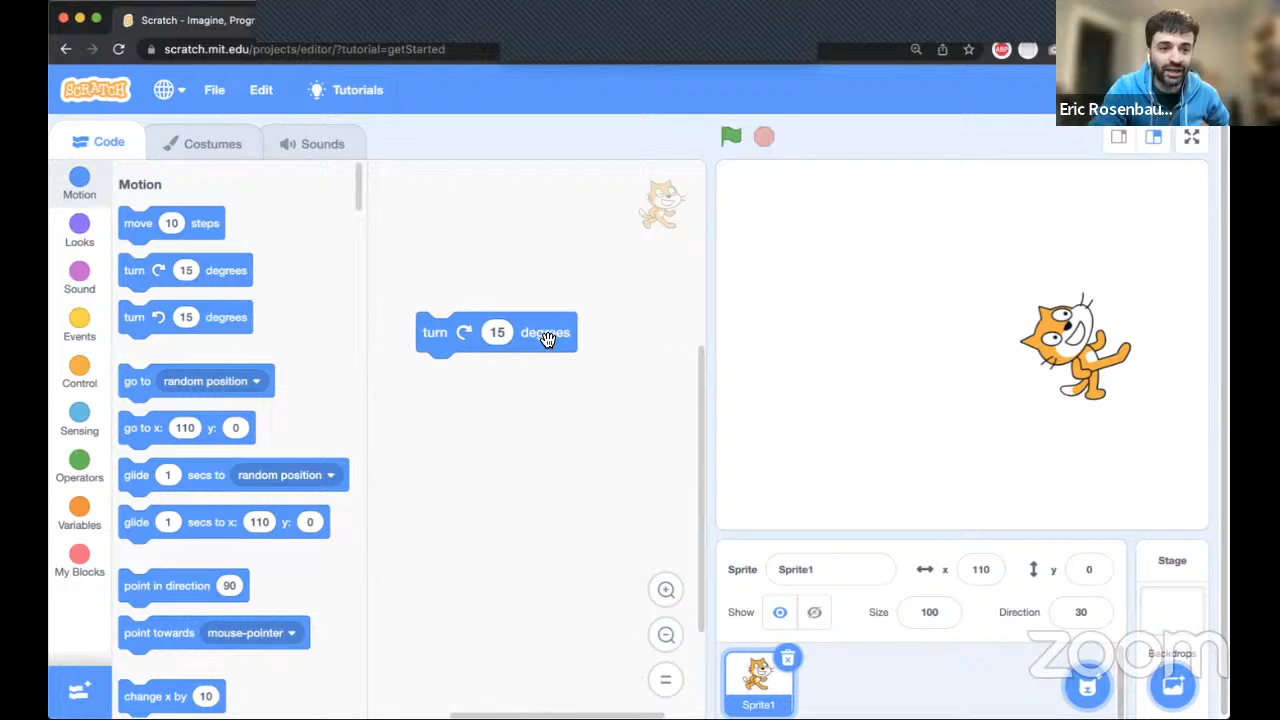 Scratch - Imagine, Progr
scratch.mit.edu/projects/editor/?tutorial=getStarted
ABP
Eric Rosenbau...
SCRATCH
File
Edit
Tutorials
Code
Costumes
Sounds
Motion
Looks
Sound
Events
Control
Sensing
Operators
Variables
My Blocks
Motion
move 10 steps
turn 15 degrees
turn 15 degrees
go to random position
go to x: 110 y: 0
glide 1 secs to random position
glide 1 secs to x: 110 y: 0
point in direction 90
point towards mouse-pointer
change x by 10
turn 15 degrees
Sprite Sprite1 x 110 y 0
Show Size 100 Direction 30
Sprite1
Stage
Backdrops
zoom